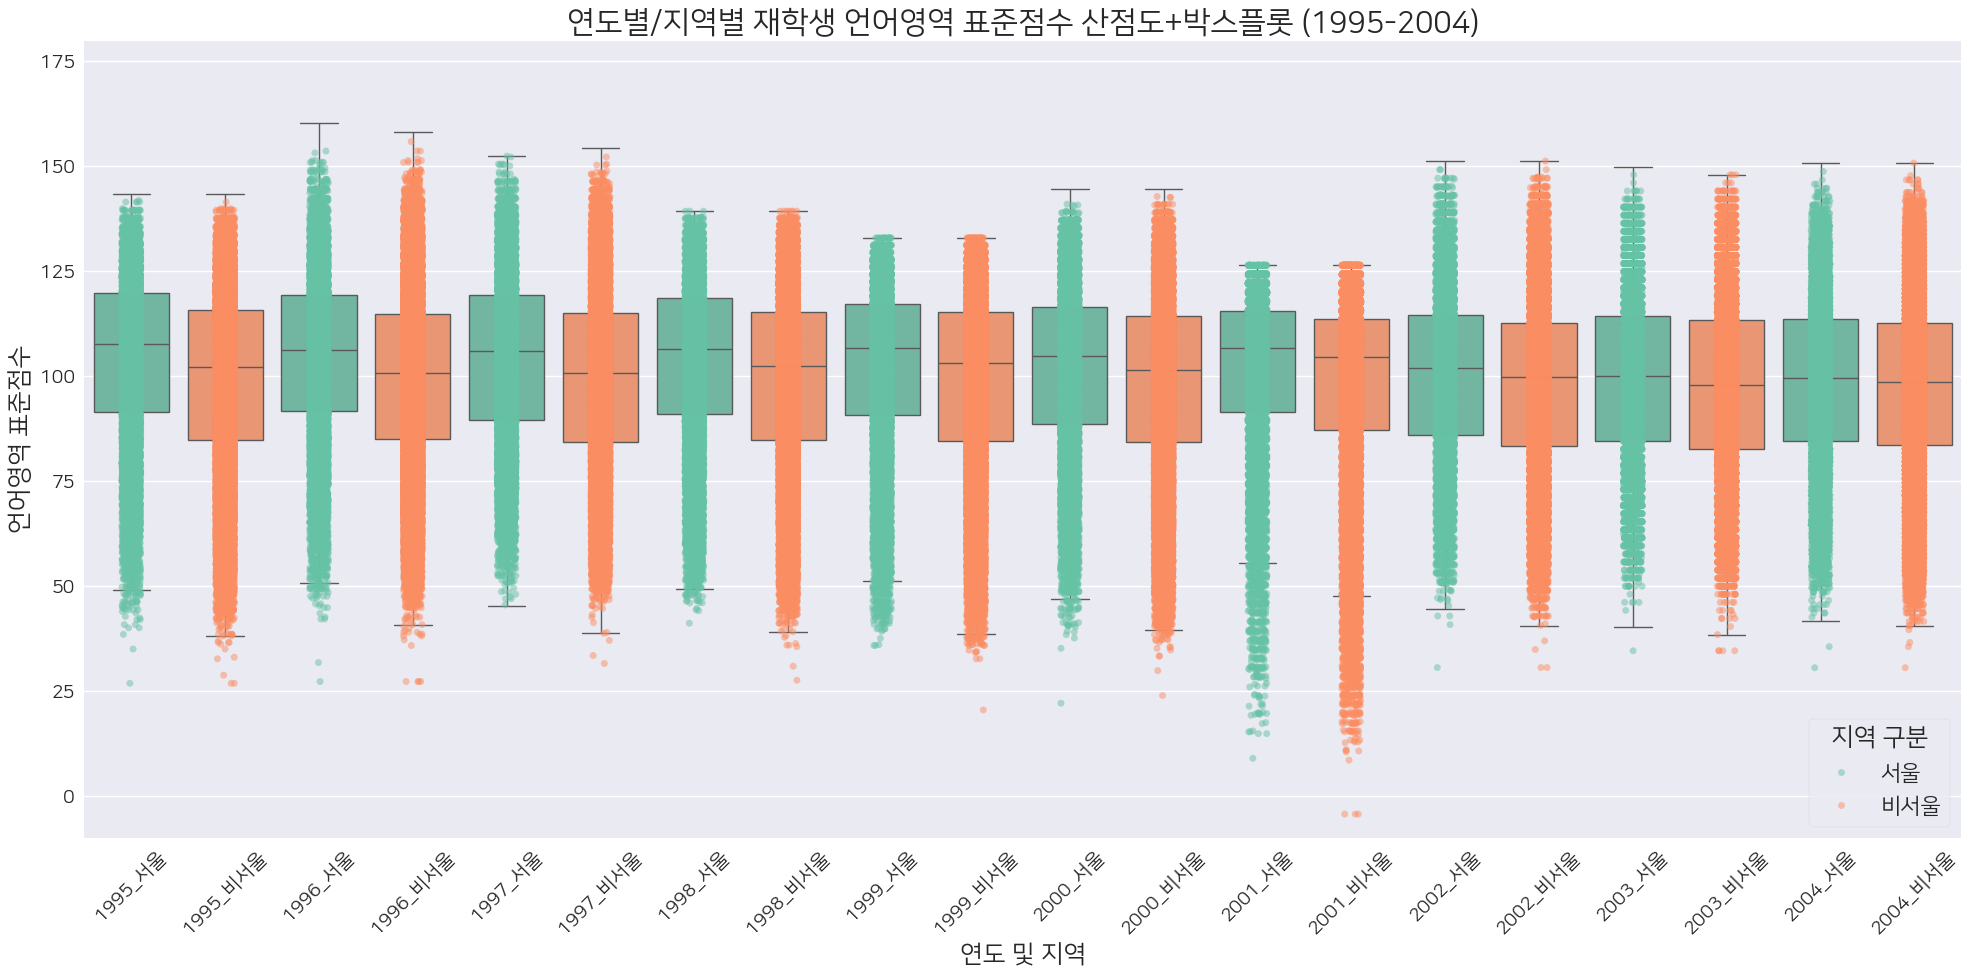 연도별/지역별 재학생 언어영역 표준점수 산점도+박스플롯 (1995-2004)
언어영역 표준점수
175
150
125
100
75
50
25
0
지역 구분
서울
비서울
1995_서울
1995_비서울
1996_서울
1996_비서울
1997_서울
1997_비서울
1998_서울
1998_비서울
1999_서울
1999_비서울
2000_서울
2000_비서울
2001_서울
2001_비서울
2002_서울
2002_비서울
2003_서울
2003_비서울
2004_서울
2004_비서울
연도 및 지역